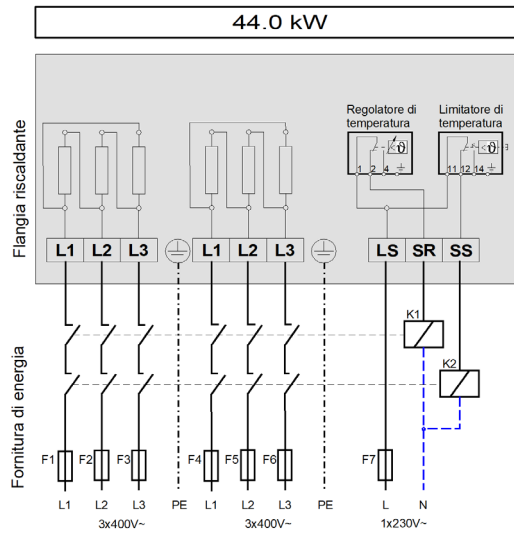 44.0 kW
Flangia riscaldante
Regolatore di
temperatura
Limitatore di
temperatura
ϑ
ϑ
1 2 4
11 12 14
L1 L2 L3
L1 L2 L3
LS SR SS
Fornitura di energia
K1
K2
F1 F2 F3 F4 F5 F6 F7
L1 L2 L3 PE L1 L2 L3 PE L N
3x400V~ 3x400V~ 1x230V~